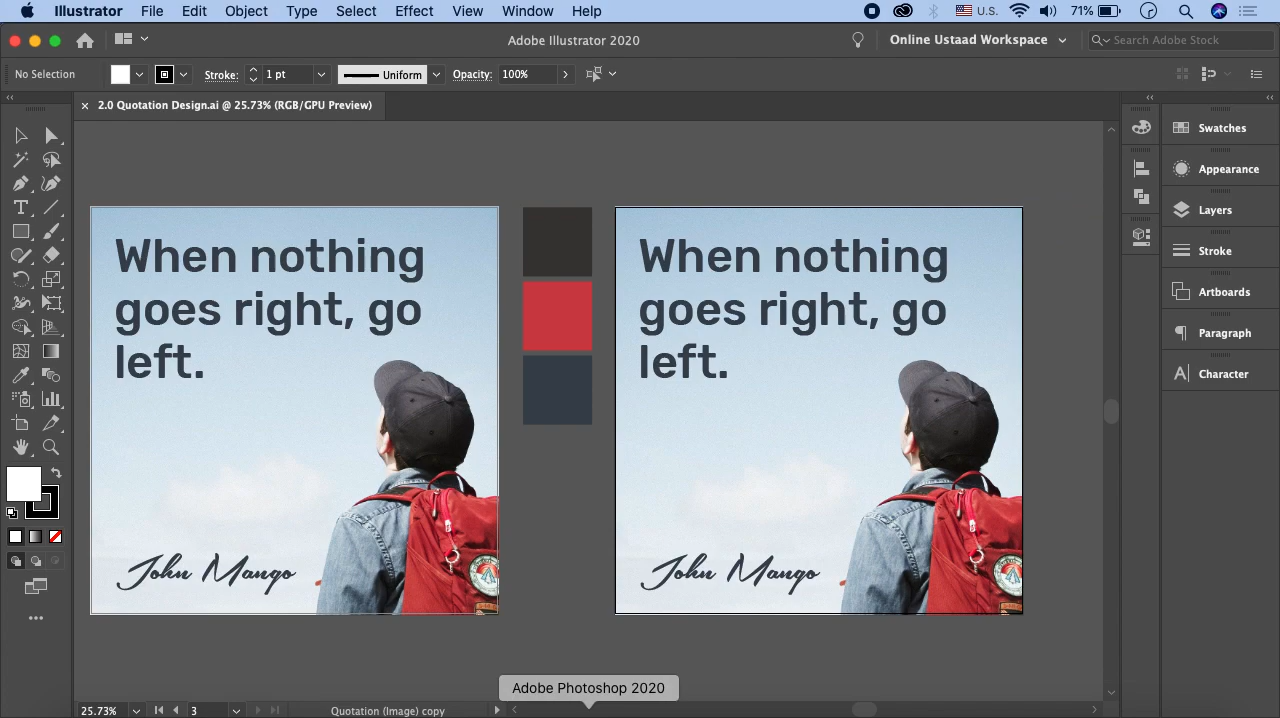 Illustrator File Edit Object Type Select Effect View Window Help U.S. 71%
Adobe Illustrator 2020 Online Ustaad Workspace Search Adobe Stock
No Selection Stroke: 1 pt Uniform Opacity: 100%
× 2.0 Quotation Design.ai @ 25.73% (RGB/GPU Preview)
Swatches
Appearance
Layers
Stroke
Artboards
Paragraph
Character
When nothing
goes right, go
left.
John Mango
When nothing
goes right, go
left.
John Mango
Adobe Photoshop 2020
25.73% 3 Quotation (Image) copy